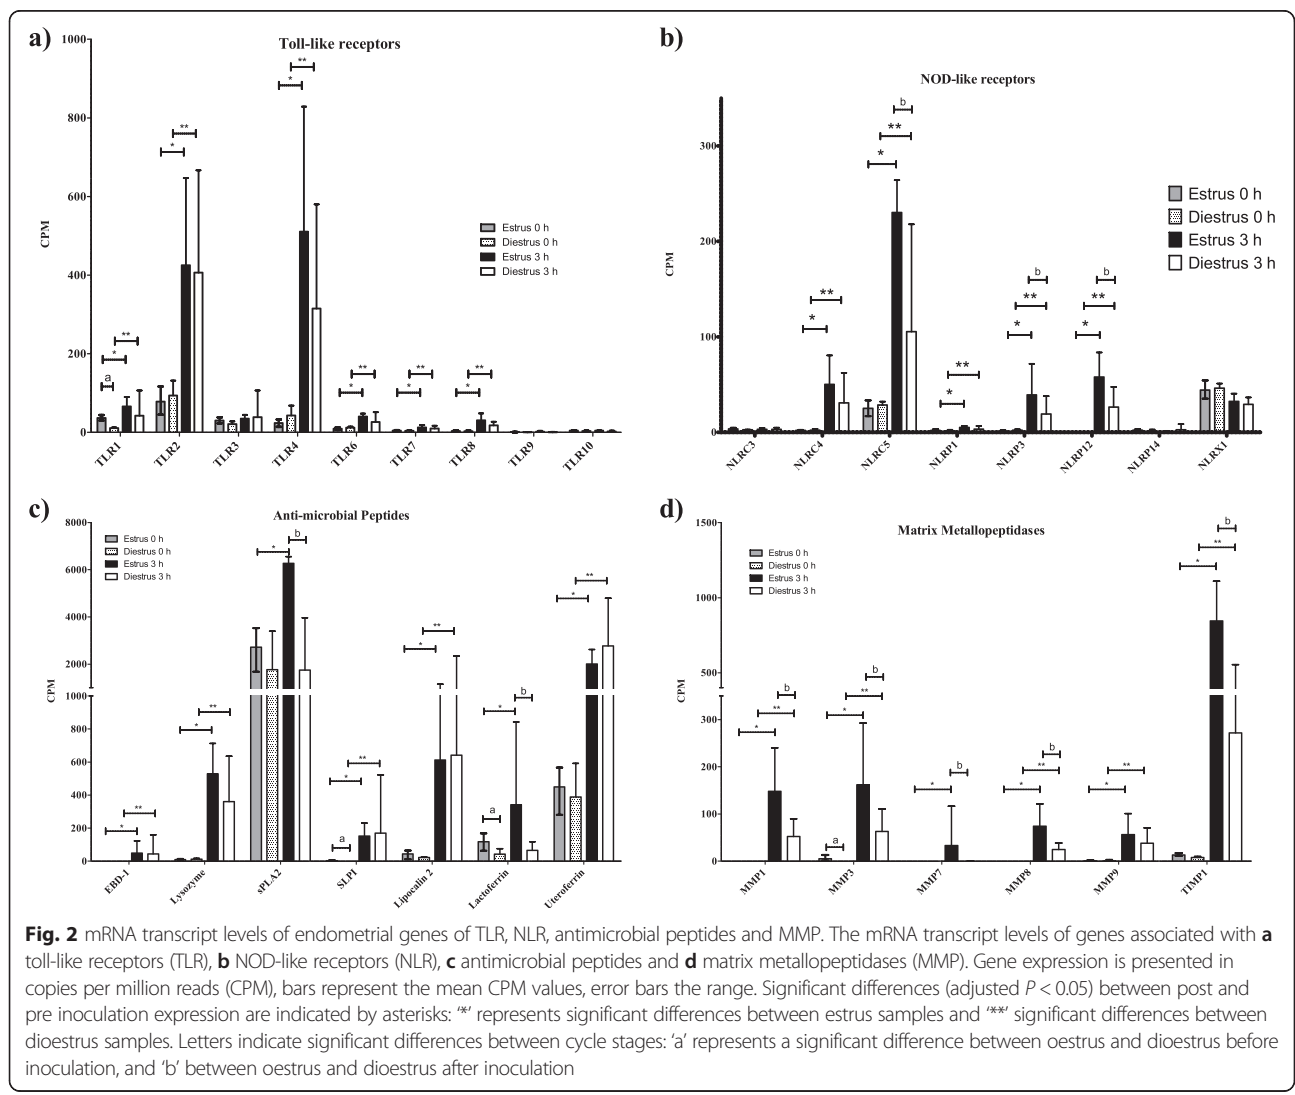 a)
Toll-like receptors
1000
800
600
400
200
0
CPM
** 
*
**
*
**
*
a
**
*
**
*
**
*
Estrus 0 h
Diestrus 0 h
Estrus 3 h
Diestrus 3 h
TLR1 TLR2 TLR3 TLR4 TLR6 TLR7 TLR8 TLR9 TLR10
b)
NOD-like receptors
300
200
100
0
CPM
b
**
*
**
*
**
*
b
**
*
b
**
*
Estrus 0 h
Diestrus 0 h
Estrus 3 h
Diestrus 3 h
NLRC3 NLRC4 NLRC5 NLRP1 NLRP3 NLRP12 NLRP14 NLRX1
c)
Anti-microbial Peptides
8000
6000
4000
2000
1000
800
600
400
200
0
CPM
Estrus 0 h
Diestrus 0 h
Estrus 3 h
Diestrus 3 h
**
*
**
*
b
*
**
*
a
**
*
b
*
a
**
*
EBD-1 Lysozyme sPLA2 SLPI Lipocalin 2 Lactoferrin Uteroferrin
d)
Matrix Metallopeptidases
1500
1000
500
300
200
100
0
CPM
Estrus 0 h
Diestrus 0 h
Estrus 3 h
Diestrus 3 h
b
**
*
b
**
*
a
b
*
b
**
*
**
*
b
**
*
MMP1 MMP3 MMP7 MMP8 MMP9 TIMP1
Fig. 2 mRNA transcript levels of endometrial genes of TLR, NLR, antimicrobial peptides and MMP. The mRNA transcript levels of genes associated with a
toll-like receptors (TLR), b NOD-like receptors (NLR), c antimicrobial peptides and d matrix metallopeptidases (MMP). Gene expression is presented in
copies per million reads (CPM), bars represent the mean CPM values, error bars the range. Significant differences (adjusted P < 0.05) between post and
pre inoculation expression are indicated by asterisks: ‘*’ represents significant differences between estrus samples and ‘**’ significant differences between
dioestrus samples. Letters indicate significant differences between cycle stages: ‘a’ represents a significant difference between oestrus and dioestrus before
inoculation, and ‘b’ between oestrus and dioestrus after inoculation